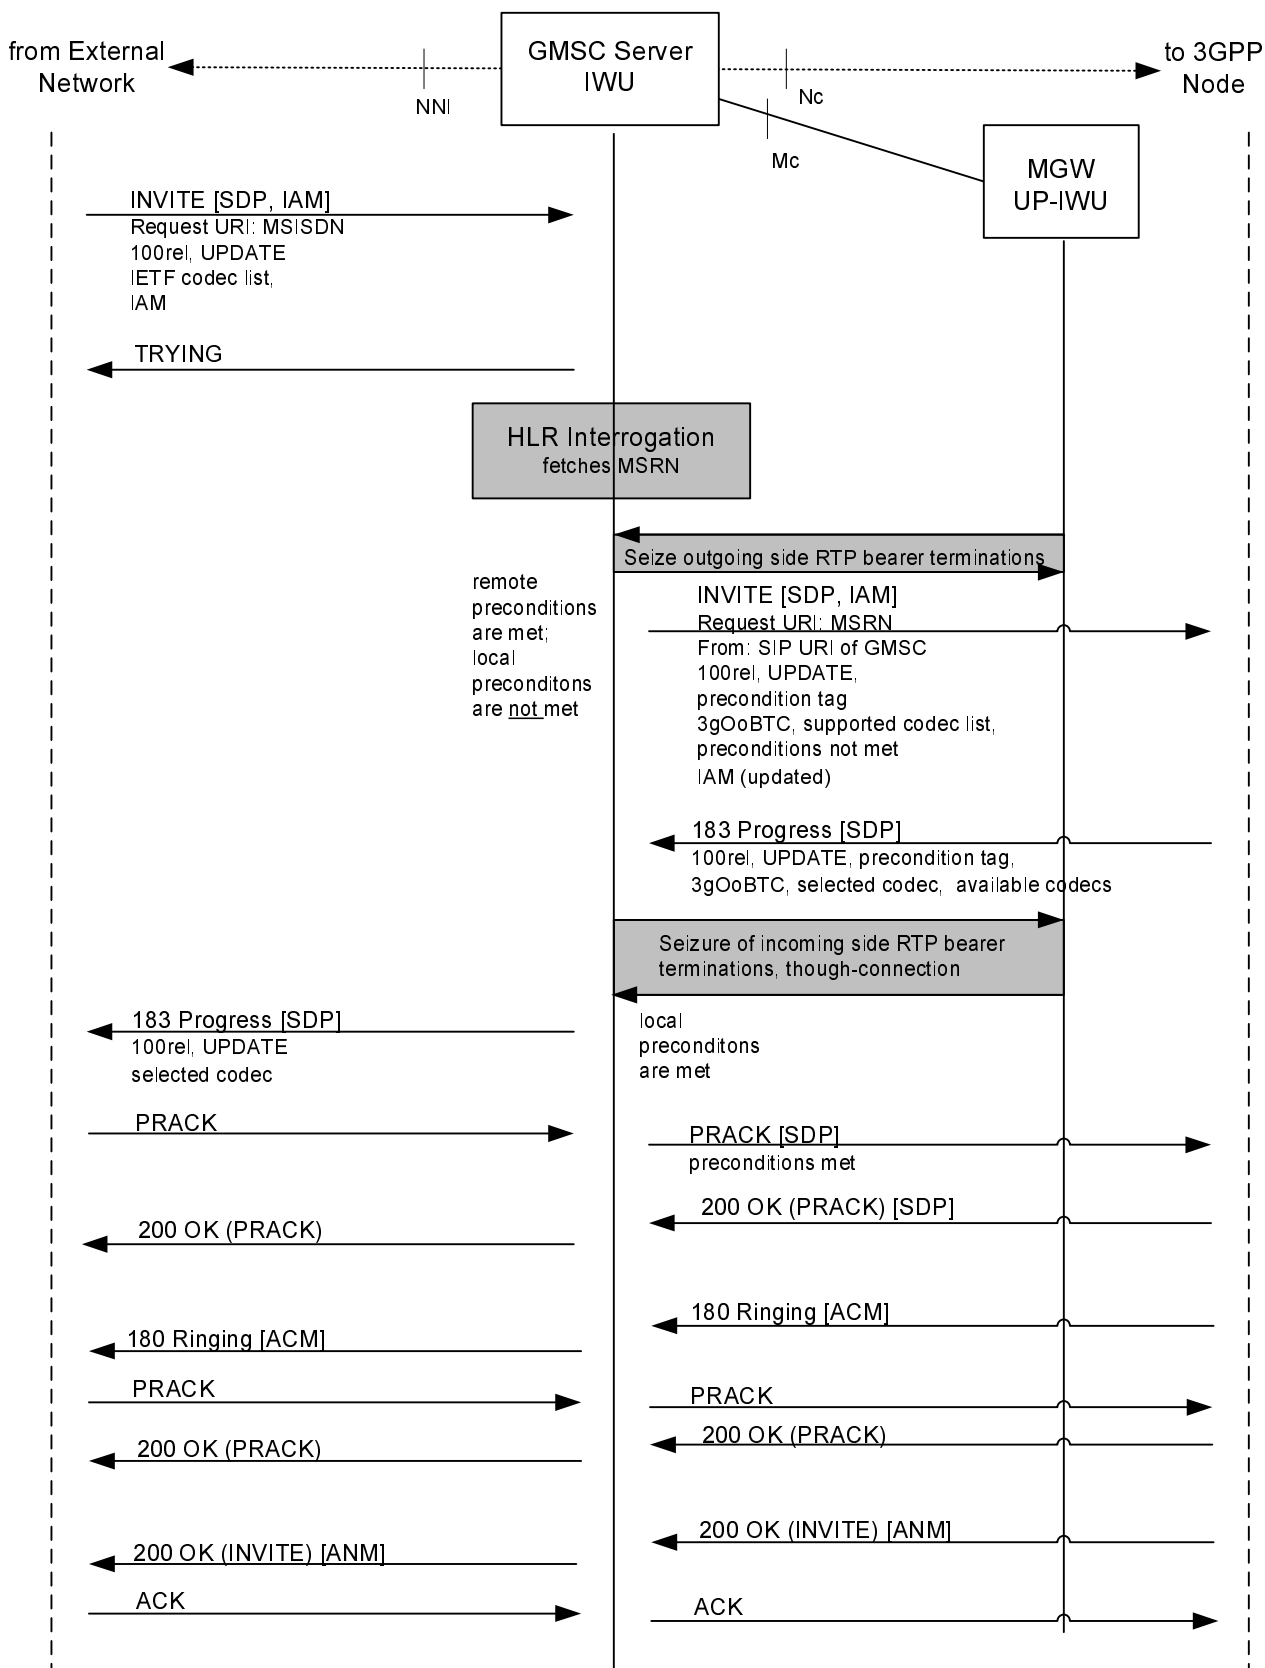 from External
Network
GMSC Server
IWU
to 3GPP
Node
NNI
Nc
Mc
MGW
UP-IWU
INVITE [SDP, IAM]
Request URI: MSISDN
100rel, UPDATE
IETF codec list,
IAM
TRYING
HLR Interrogation
fetches MSRN
Seize outgoing side RTP bearer terminations
remote
preconditions
are met;
local
preconditons
are not met
INVITE [SDP, IAM]
Request URI: MSRN
From: SIP URI of GMSC
100rel, UPDATE,
precondition tag
3gOoBTC, supported codec list,
preconditions not met
IAM (updated)
183 Progress [SDP]
100rel, UPDATE, precondition tag,
3gOoBTC, selected codec, available codecs
Seizure of incoming side RTP bearer
terminations, though-connection
183 Progress [SDP]
100rel, UPDATE
selected codec
local
preconditons
are met
PRACK
PRACK [SDP]
preconditions met
200 OK (PRACK) [SDP]
200 OK (PRACK)
180 Ringing [ACM]
180 Ringing [ACM]
PRACK
PRACK
200 OK (PRACK)
200 OK (PRACK)
200 OK (INVITE) [ANM]
200 OK (INVITE) [ANM]
ACK
ACK